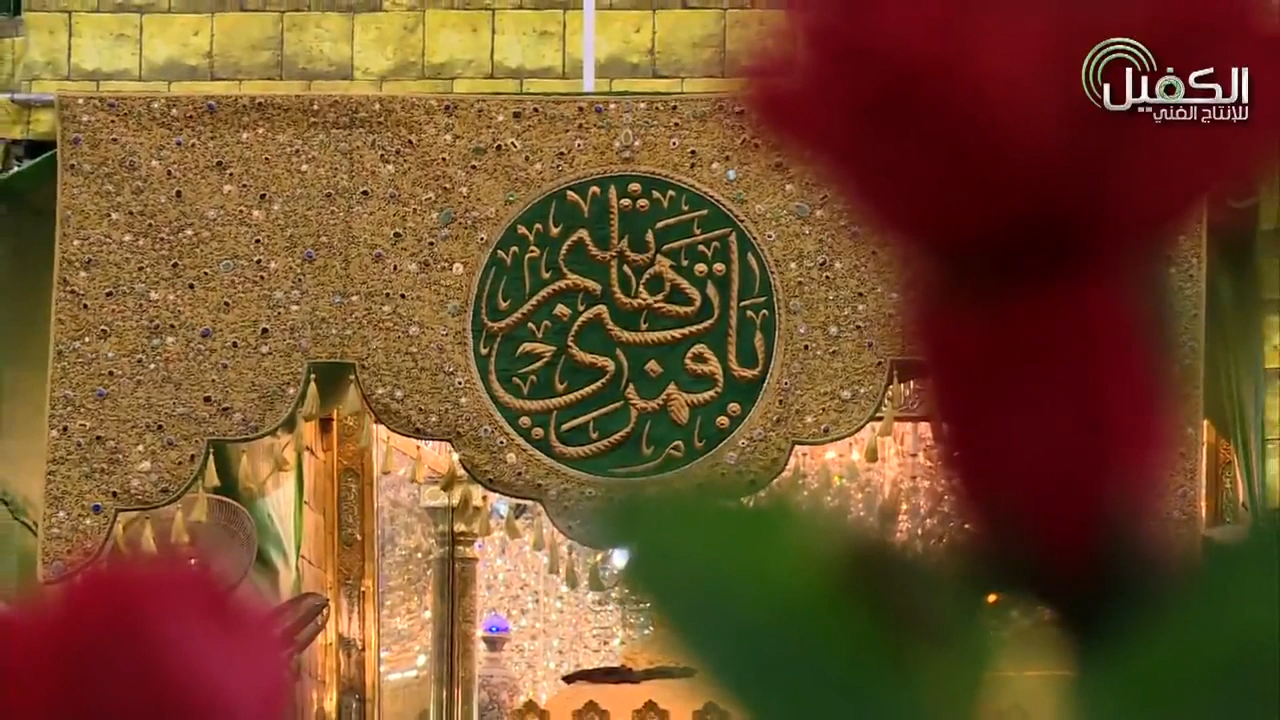 الكفيل
للإنتاج الفني
يا قمر بني هاشم